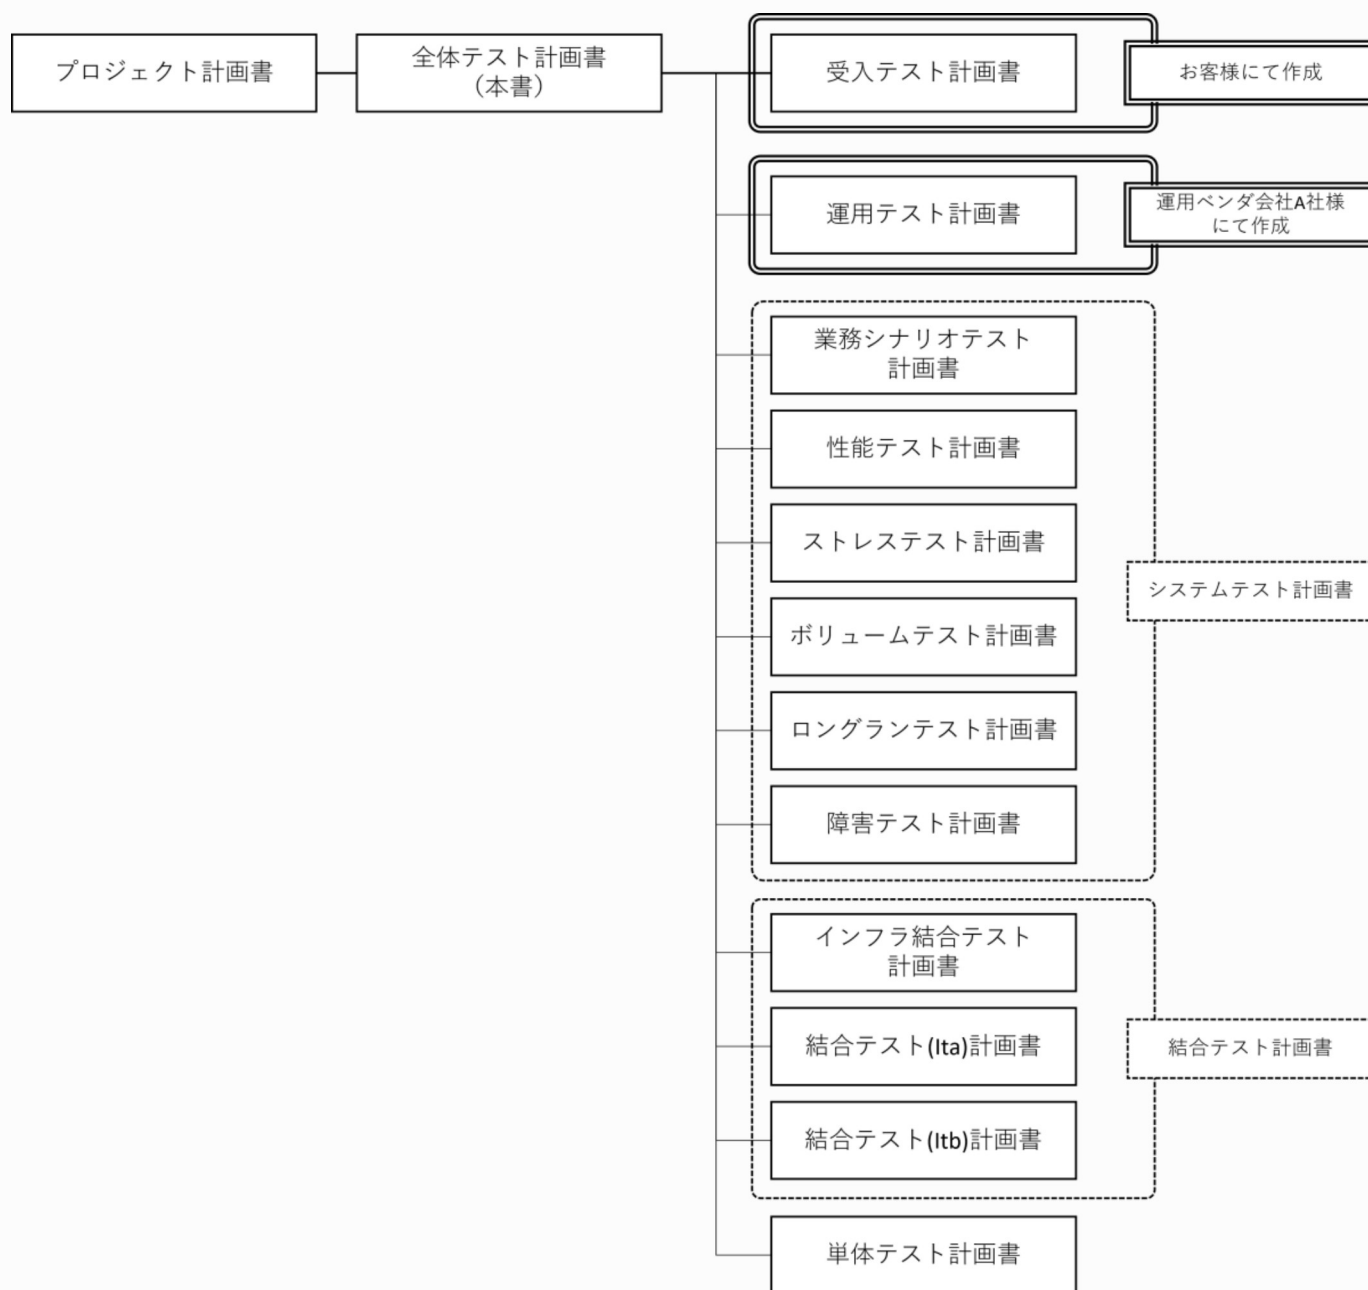 プロジェクト計画書
全体テスト計画書
（本書）
受入テスト計画書
お客様にて作成
運用テスト計画書
運用ベンダ会社A社様
にて作成
業務シナリオテスト
計画書
性能テスト計画書
ストレステスト計画書
ボリュームテスト計画書
ロングランテスト計画書
障害テスト計画書
システムテスト計画書
インフラ結合テスト
計画書
結合テスト(Ita)計画書
結合テスト(Itb)計画書
結合テスト計画書
単体テスト計画書